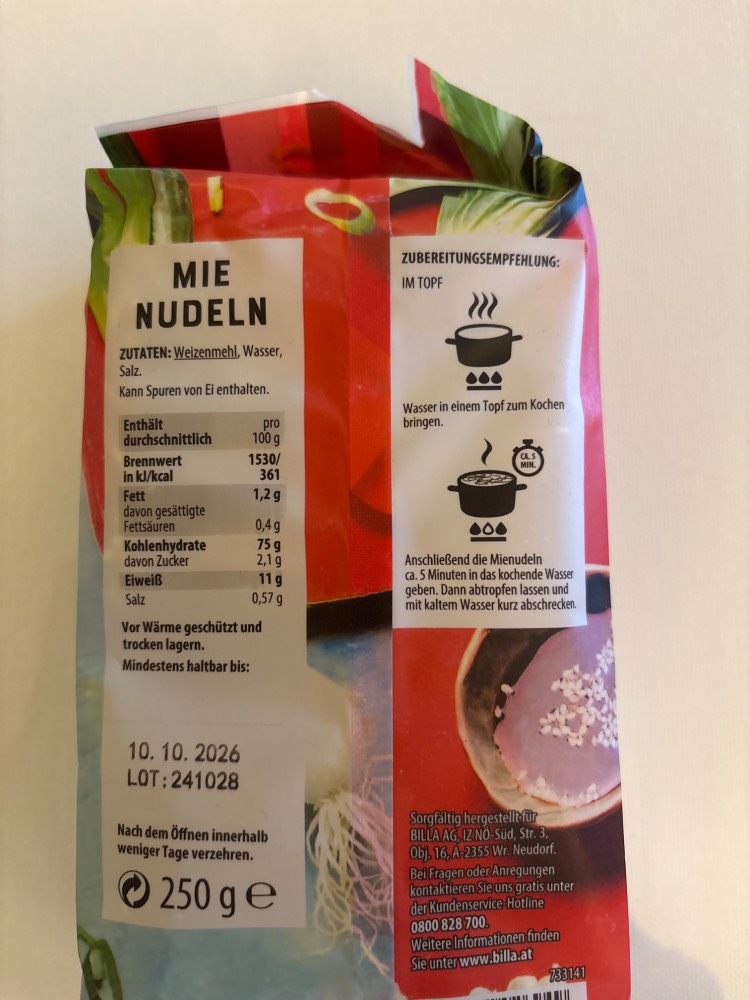 MIE
NUDELN
ZUTATEN: Weizenmehl, Wasser,
Salz.
Kann Spuren von Ei enthalten.
Enthält pro
durchschnittlich 100 g
Brennwert 1530/
in kJ/kcal 361
Fett 1,2 g
davon gesättigte
Fettsäuren 0,4 g
Kohlenhydrate 75 g
davon Zucker 2,1 g
Eiweiß 11 g
Salz 0,57 g
Vor Wärme geschützt und
trocken lagern.
Mindestens haltbar bis:
10. 10. 2026
LOT:241028
Nach dem Öffnen innerhalb
weniger Tage verzehren.
250 g e
ZUBEREITUNGSEMPFEHLUNG:
IM TOPF
Wasser in einem Topf zum Kochen
bringen.
CA. 5
MIN.
Anschließend die Mienudeln
ca. 5 Minuten in das kochende Wasser
geben. Dann abtropfen lassen und
mit kaltem Wasser kurz abschrecken.
Sorgfältig hergestellt für
BILLA AG, IZ NÖ-Süd, Str. 3,
Obj. 16, A-2355 Wr. Neudorf.
Bei Fragen oder Anregungen
kontaktieren Sie uns gratis unter
der Kundenservice-Hotline
0800 828 700.
Weitere Informationen finden
Sie unter www.billa.at
733141